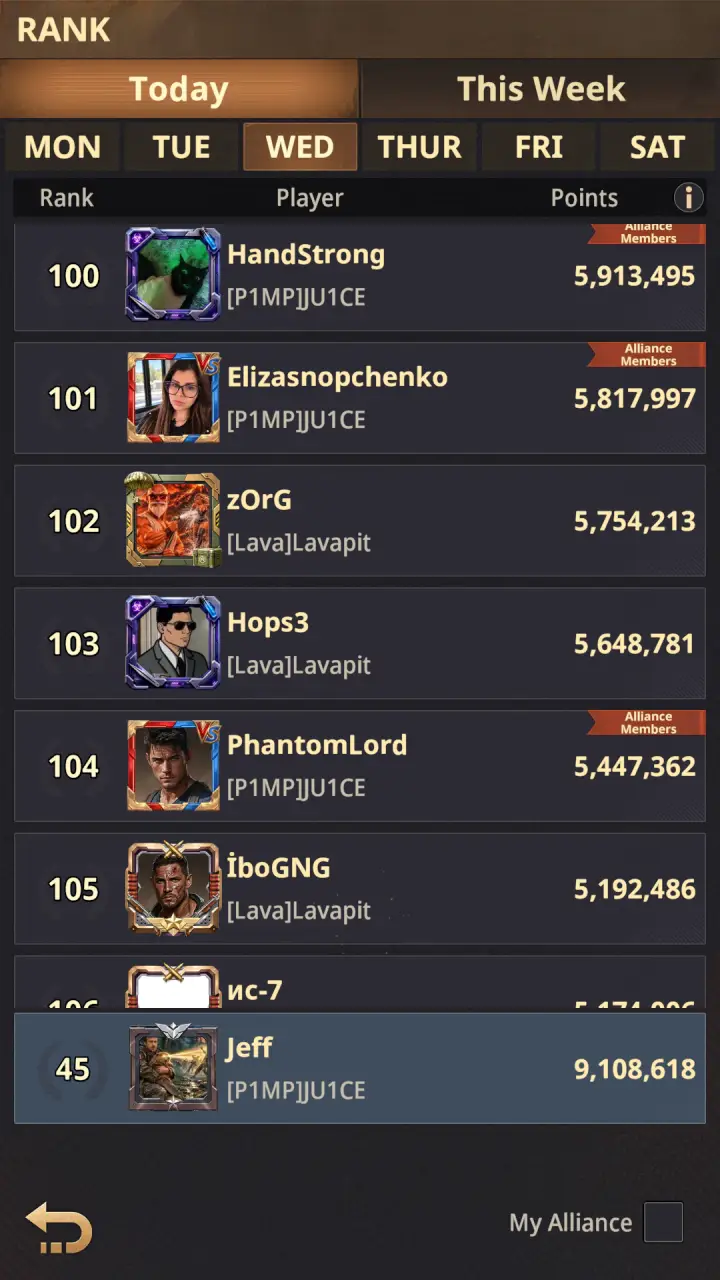 RANK
Today
This Week
MON TUE WED THUR FRI SAT
Rank Player Points
Alliance
Members
100 HandStrong 5,913,495
[P1MP]JU1CE
Alliance
Members
101 Elizasnopchenko 5,817,997
[P1MP]JU1CE
102 zOrG 5,754,213
[Lava]Lavapit
103 Hops3 5,648,781
[Lava]Lavapit
Alliance
Members
104 PhantomLord 5,447,362
[P1MP]JU1CE
105 İboGNG 5,192,486
[Lava]Lavapit
ис-7
45 Jeff 9,108,618
[P1MP]JU1CE
My Alliance